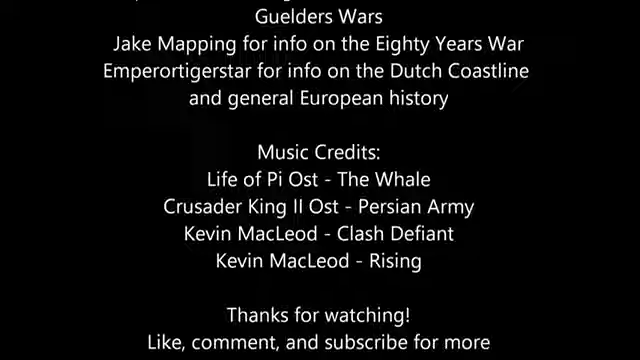 Guelders Wars
Jake Mapping for info on the Eighty Years War
Emperortigerstar for info on the Dutch Coastline
and general European history
Music Credits:
Life of Pi Ost - The Whale
Crusader King II Ost - Persian Army
Kevin MacLeod - Clash Defiant
Kevin MacLeod - Rising
Thanks for watching!
Like, comment, and subscribe for more